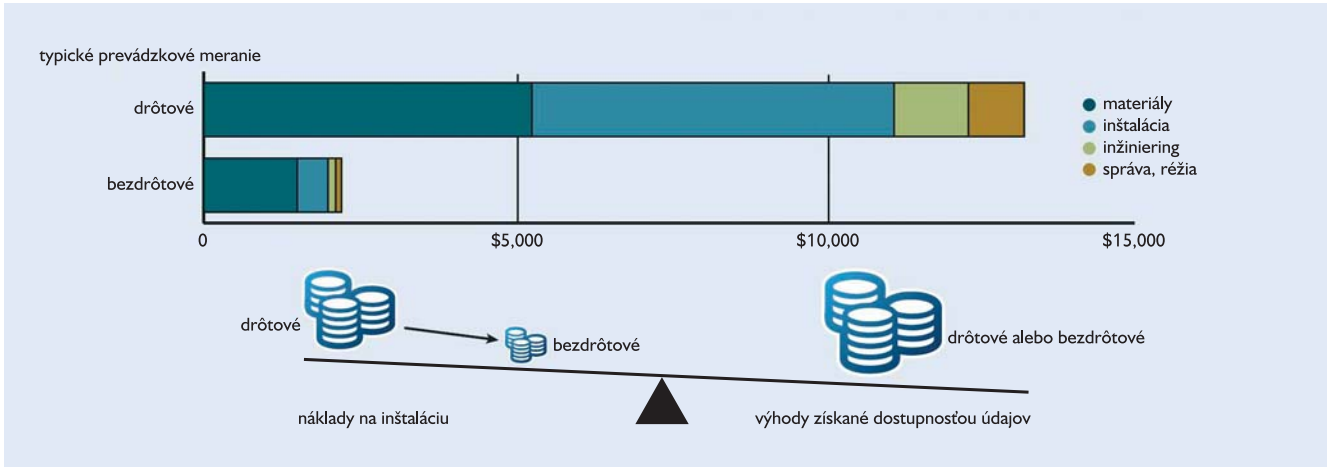 typické prevádzkové meranie
drôtové
bezdrôtové
materiály
inštalácia
inžiniering
správa, réžia
0
$5,000
$10,000
$15,000
drôtové
bezdrôtové
drôtové alebo bezdrôtové
náklady na inštaláciu
výhody získané dostupnosťou údajov